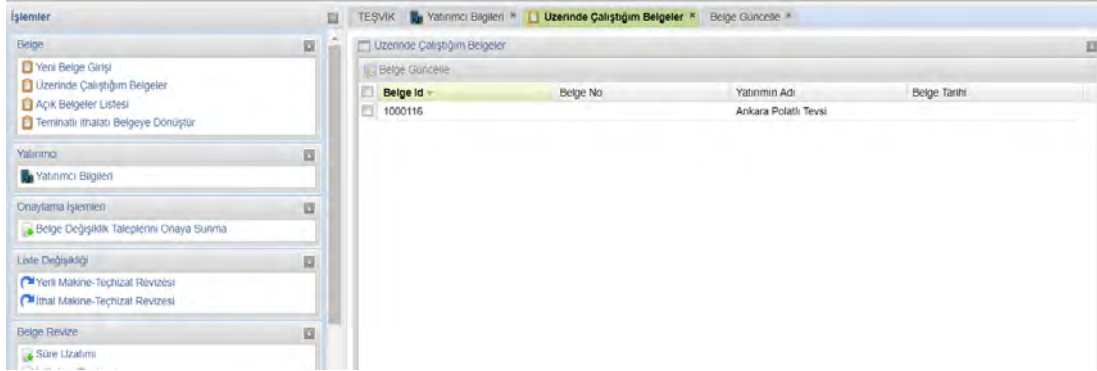 İşlemler
Belge
Yeni Belge Girişi
Üzerinde Çalıştığım Belgeler
Açık Belgeler Listesi
Teminatlı ithalatı Belgeye Dönüştür
Yatırımcı
Yatırımcı Bilgileri
Onaylama İşlemleri
Belge Değişiklik Taleplerini Onaya Sunma
Liste Değişikliği
Yerli Makine-Teçhizat Revizesi
İthal Makine-Teçhizat Revizesi
Belge Revize
Süre Uzatımı
TEŞVİK Yatırımcı Bilgileri Üzerinde Çalıştığım Belgeler Belge Güncelle
Üzerinde Çalıştığım Belgeler
Belge Güncelle
Belge Id Belge No Yatırımın Adı Belge Tarihi
1000116 Ankara Polatlı Tevsi